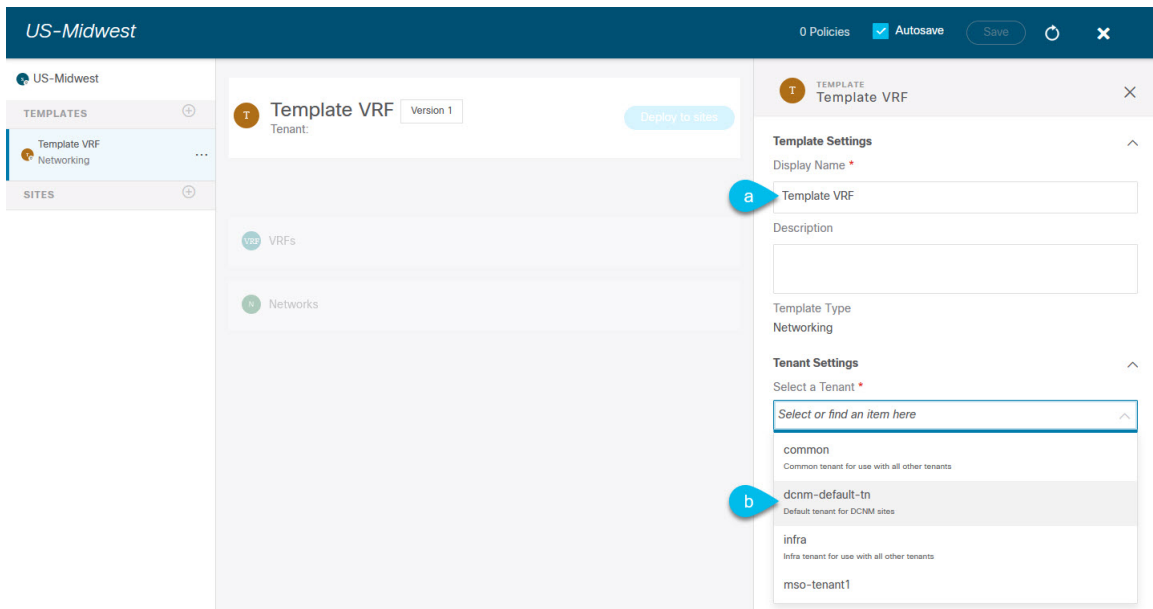 US-Midwest
0 Policies
Autosave
Save
US-Midwest
TEMPLATES
Template VRF
Networking
SITES
T
Template VRF
Version 1
Tenant:
Deploy to sites
VRF
VRFs
N
Networks
T
TEMPLATE
Template VRF
Template Settings
Display Name *
a
Template VRF
Description
Template Type
Networking
Tenant Settings
Select a Tenant *
Select or find an item here
common
Common tenant for use with all other tenants
b
dcnm-default-tn
Default tenant for DCNM sites
infra
Infra tenant for use with all other tenants
mso-tenant1